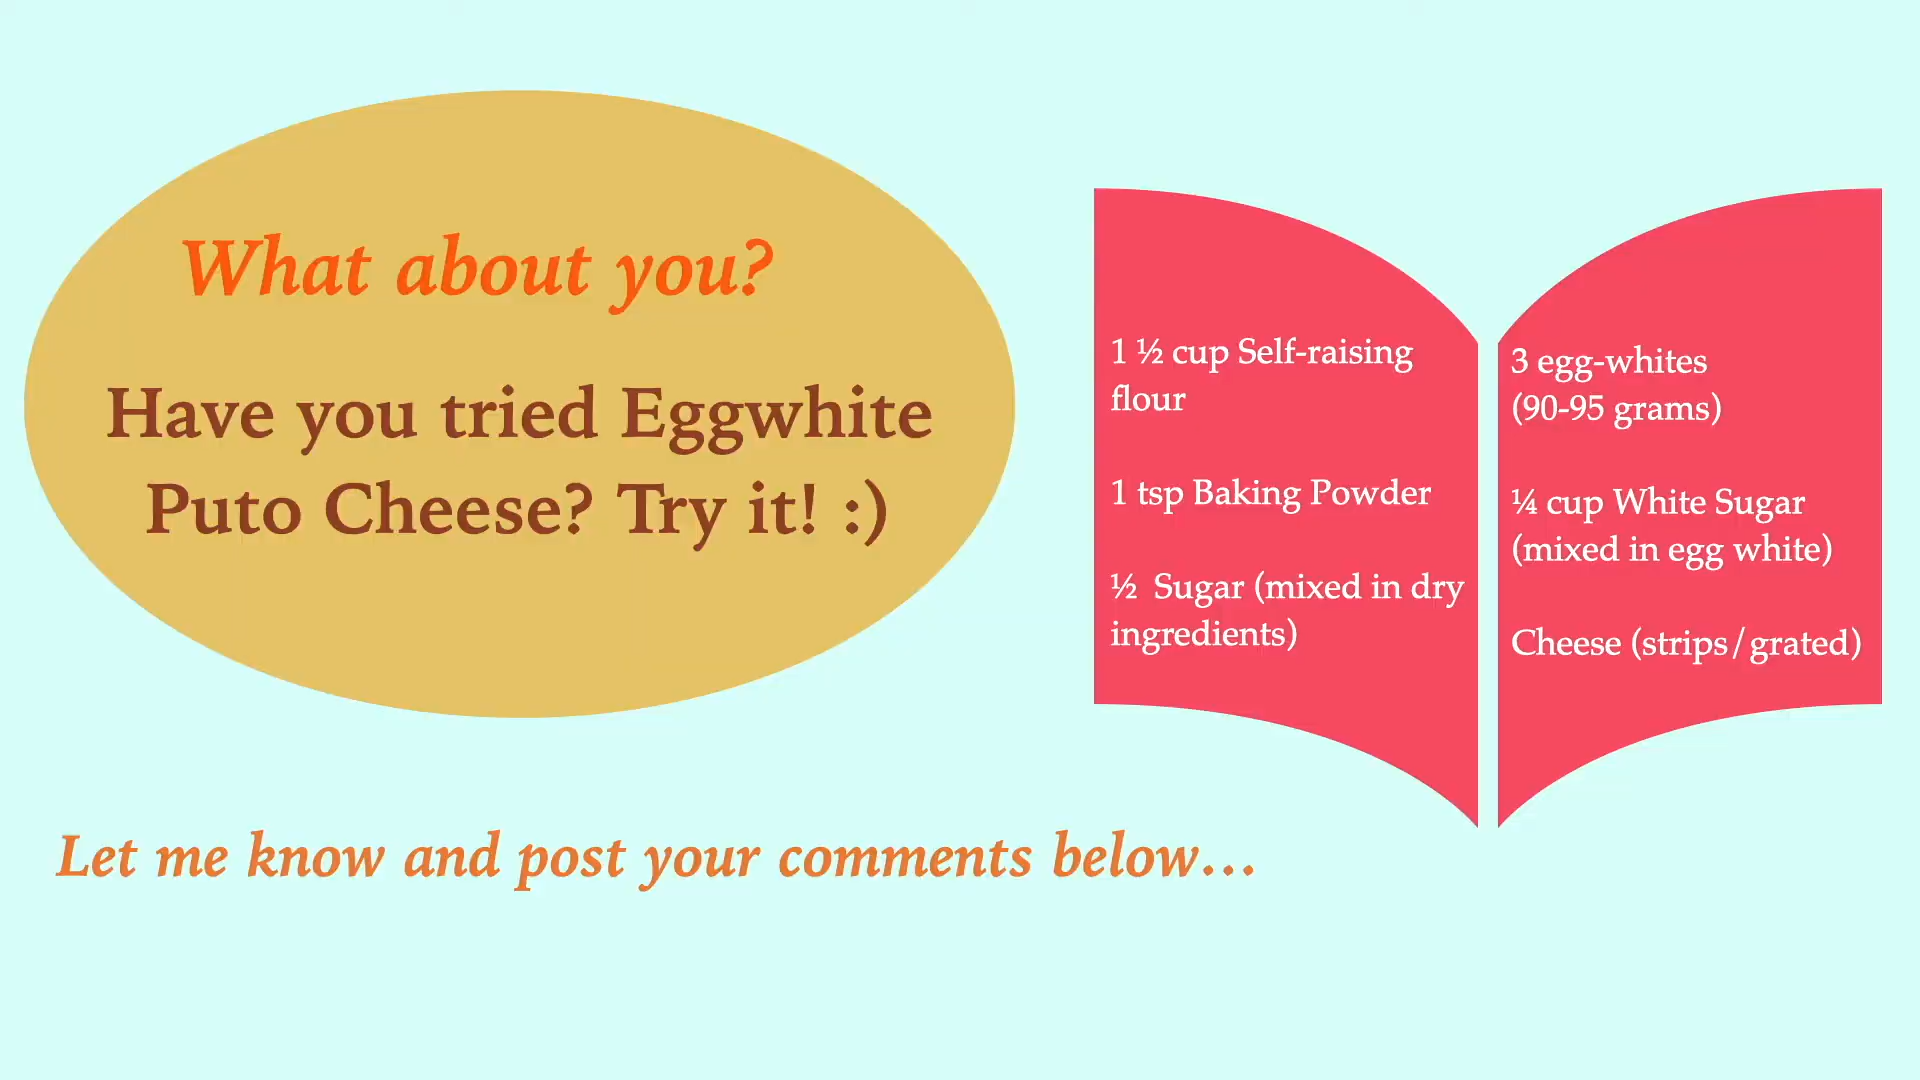 What about you?
Have you tried Eggwhite
Puto Cheese? Try it! :)
1 ½ cup Self-raising
flour
1 tsp Baking Powder
½  Sugar (mixed in dry
ingredients)
3 egg-whites
(90-95 grams)
¼ cup White Sugar
(mixed in egg white)
Cheese (strips/grated)
Let me know and post your comments below…